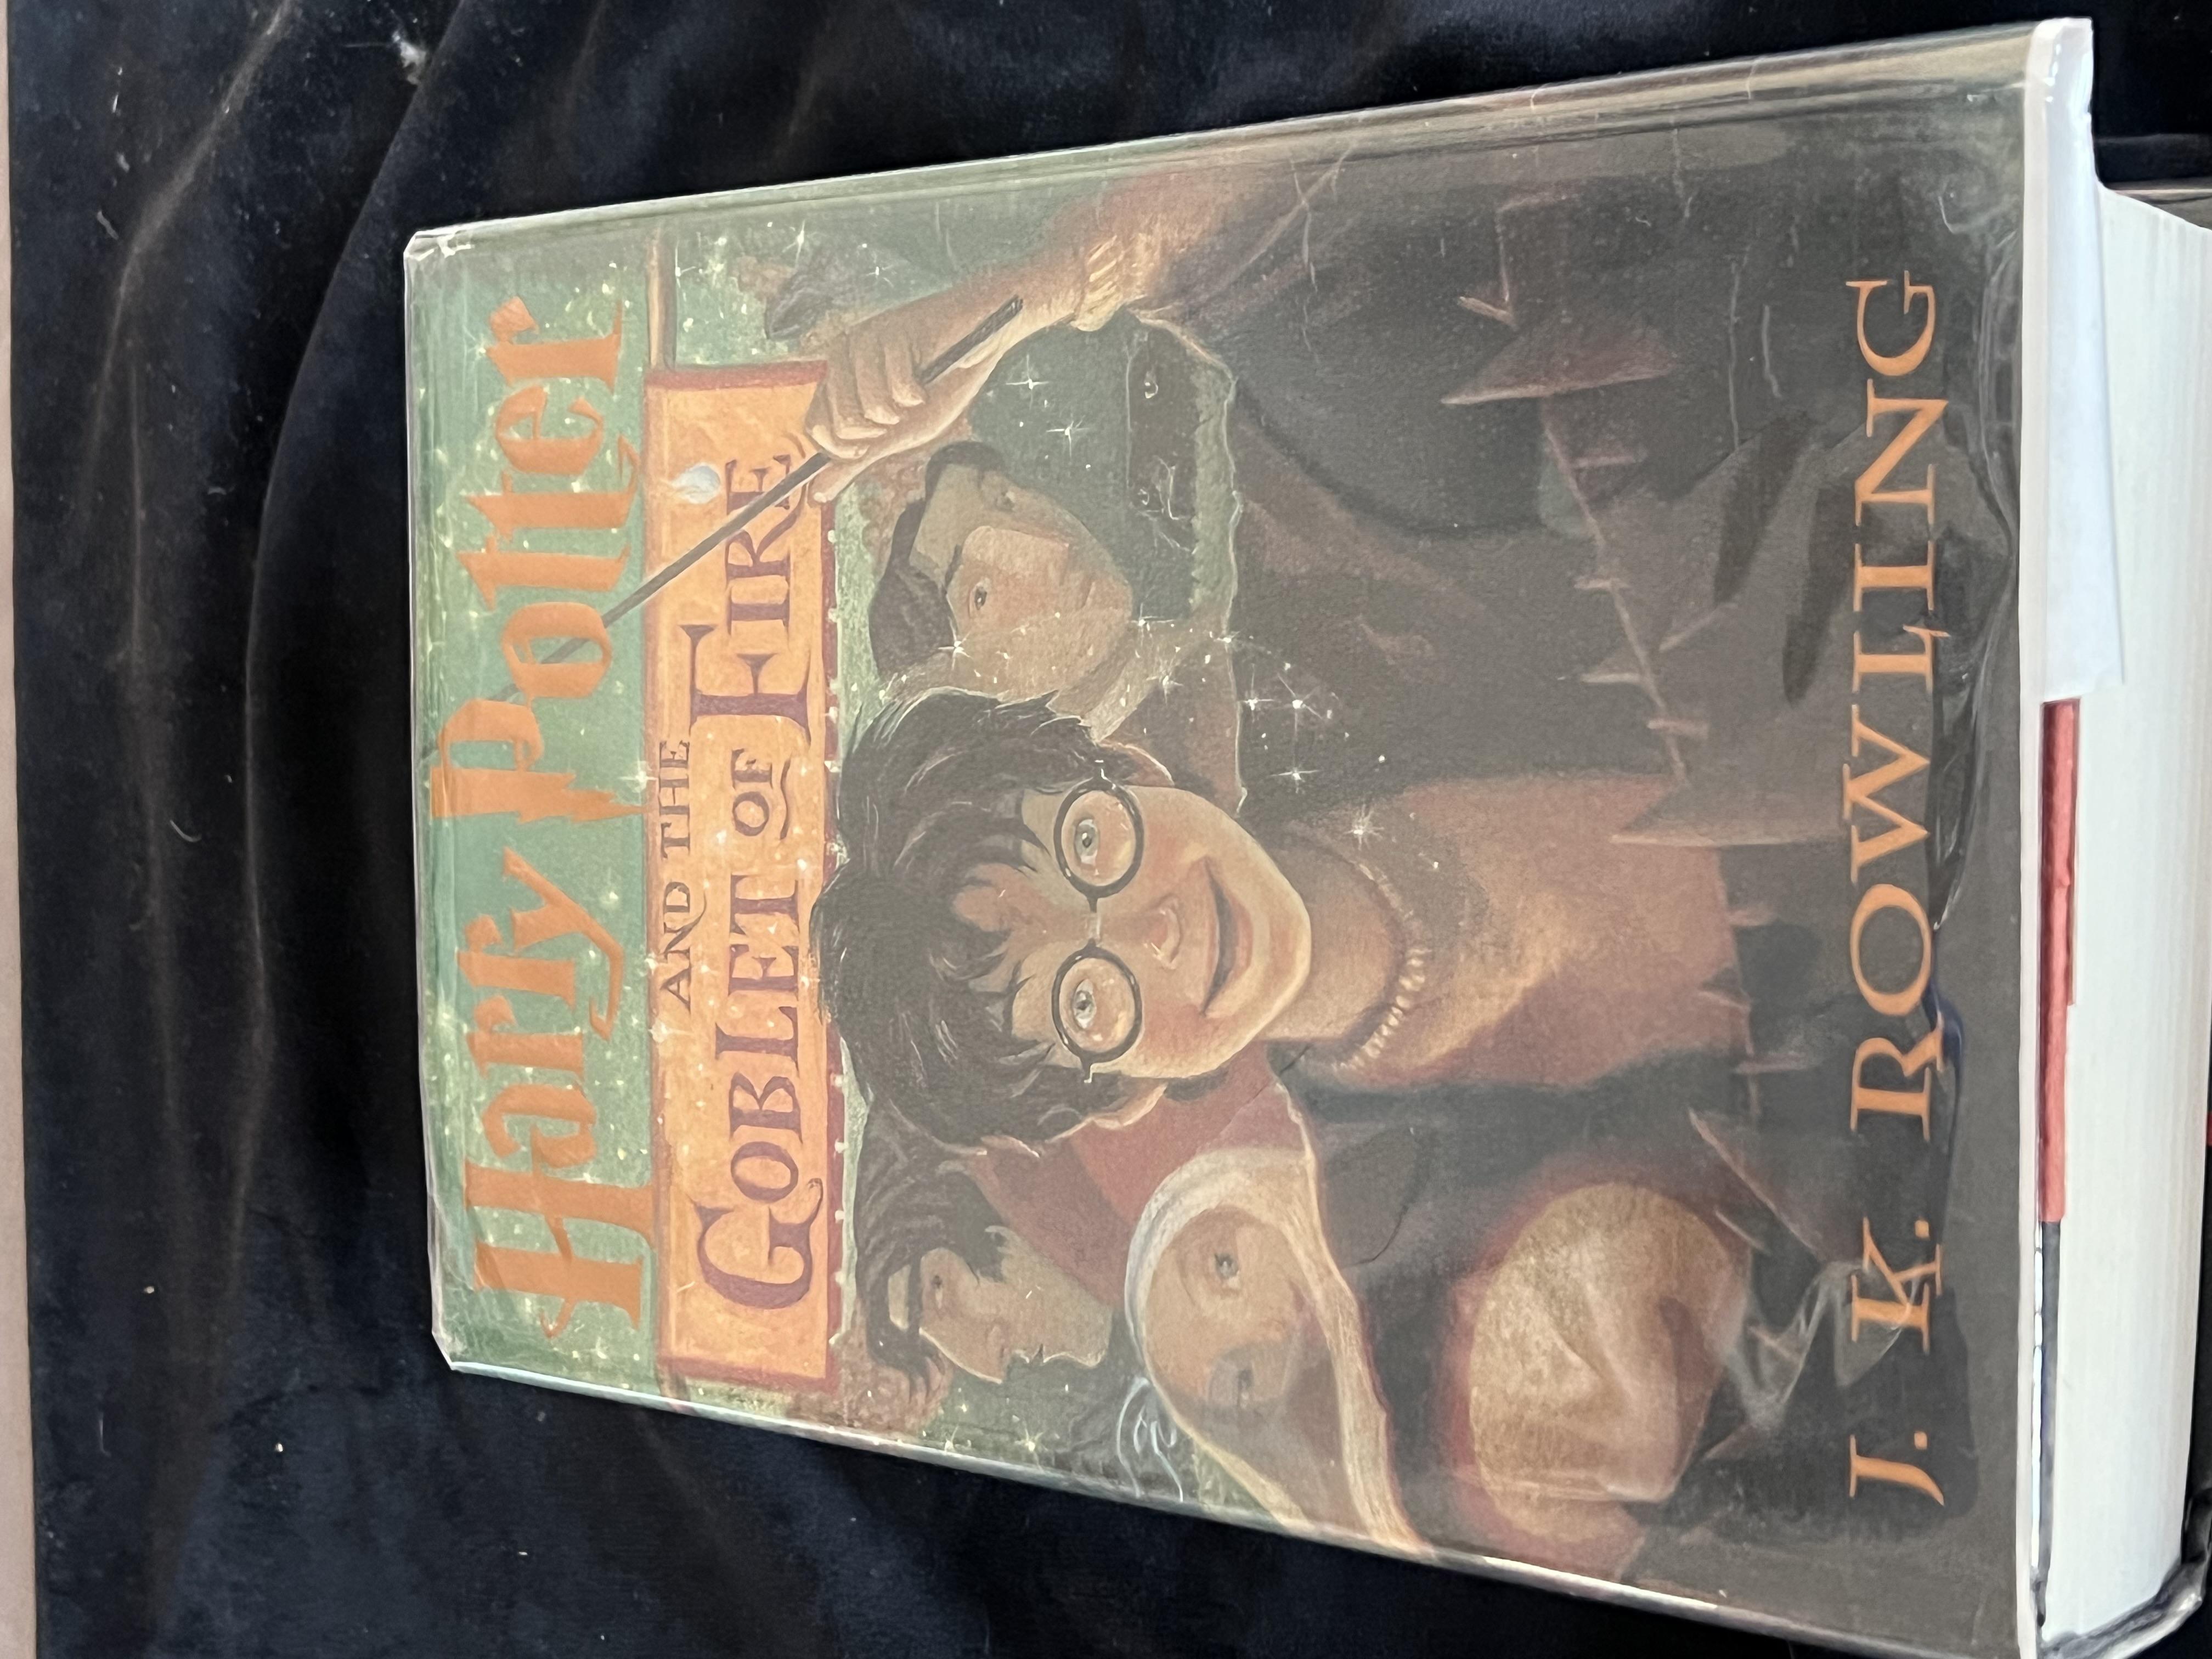 Harry Potter
AND THE
GOBLET OF FIRE
J. K. ROWLING